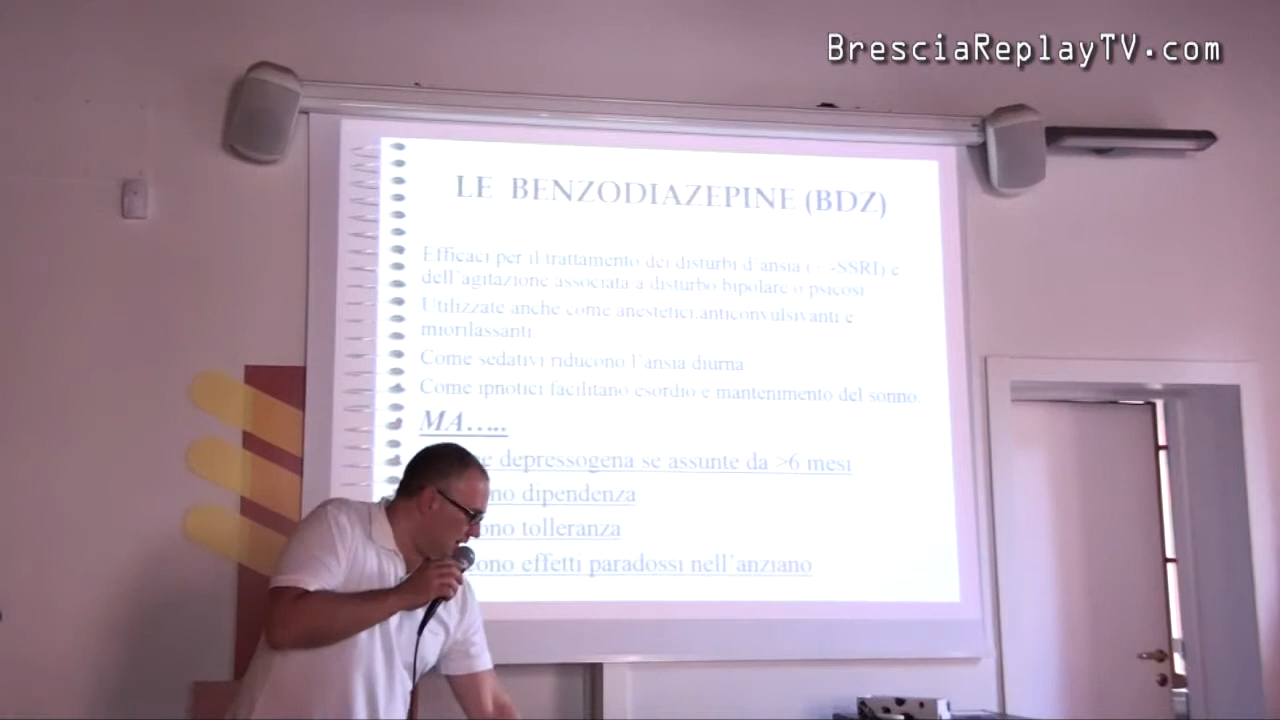 BresciaReplayTV.com
LE BENZODIAZEPINE (BDZ)
Efficaci per il trattamento dei disturbi d'ansia ( -SSRI) e
dell'agitazione associata a disturbo bipolare o psicosi
Utilizzate anche come anestetici,anticonvulsivanti e
miorilassanti
Come sedativi riducono l'ansia diurna
Come ipnotici facilitano esordio e mantenimento del sonno.
MA…..
depressogena se assunte da >6 mesi
dipendenza
tolleranza
effetti paradossi nell'anziano